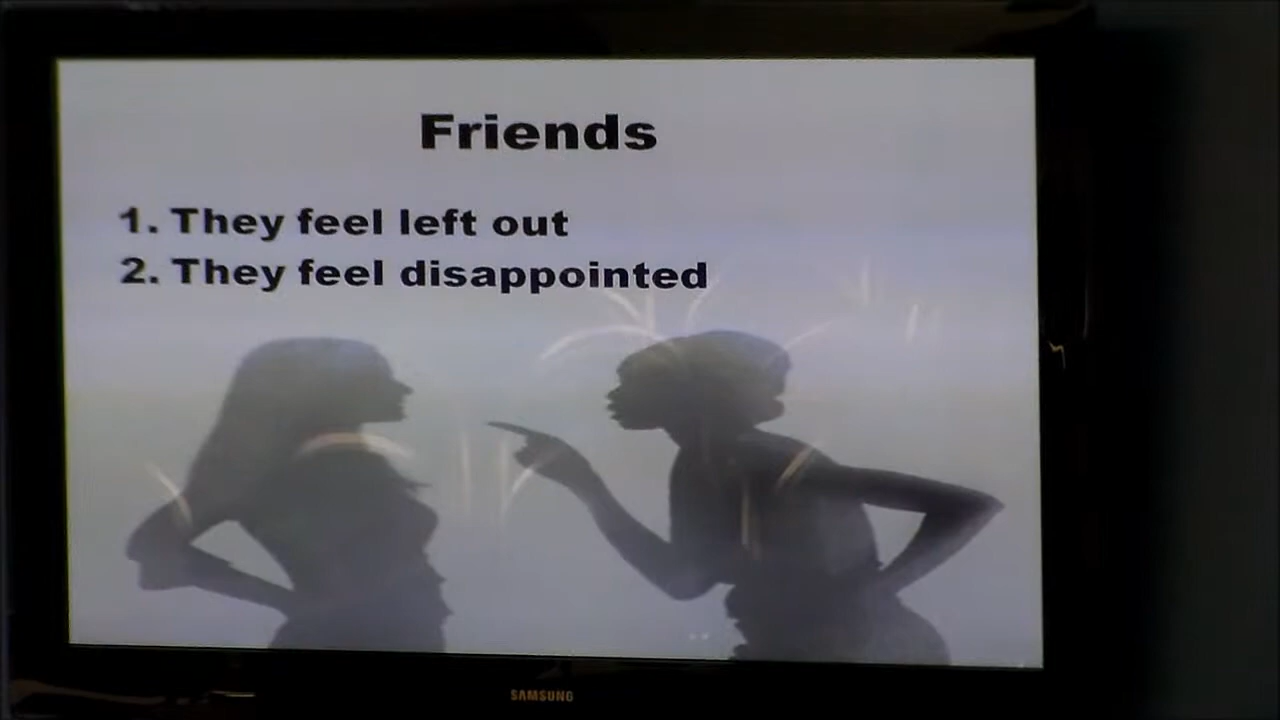 Friends
1. They feel left out
2. They feel disappointed
SAMSUNG